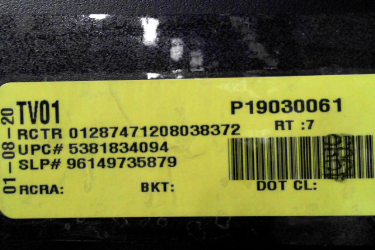 01-08-20
TV01 P19030061
RCTR 01287471208038372 RT :7
UPC# 5381834094
SLP# 96149735879
RCRA: BKT: DOT CL: